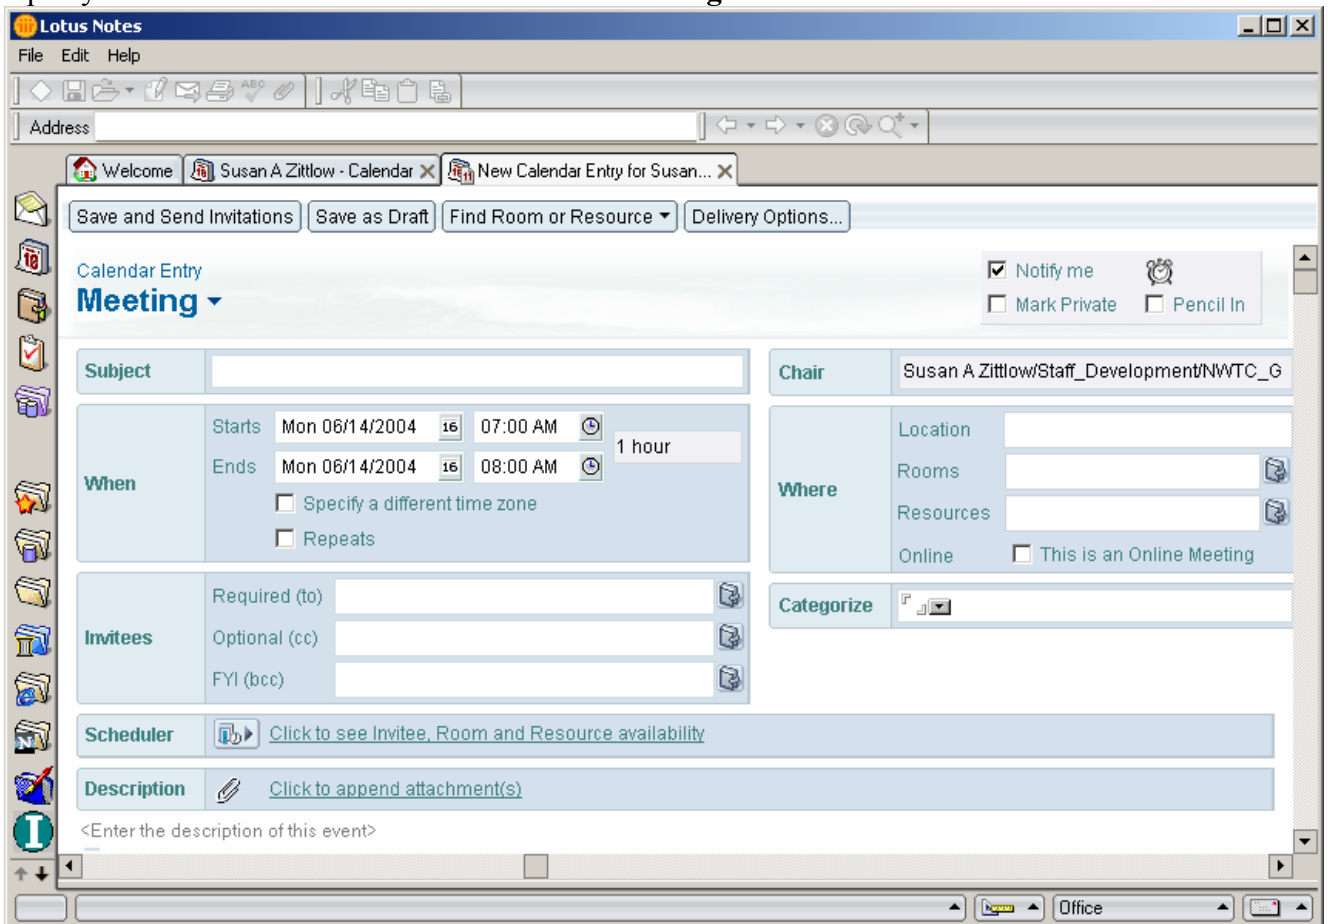 Lotus Notes
File Edit Help
ABC
Address
Welcome Susan A Zittlow - Calendar New Calendar Entry for Susan...
Save and Send Invitations Save as Draft Find Room or Resource Delivery Options...
Calendar Entry
Meeting
Notify me
Mark Private Pencil In
Subject
Chair Susan A Zittlow/Staff_Development/NWTC_G
When
Starts Mon 06/14/2004 16 07:00 AM
Ends Mon 06/14/2004 16 08:00 AM
1 hour
Specify a different time zone
Repeats
Where
Location
Rooms
Resources
Online This is an Online Meeting
Invitees
Required (to)
Optional (cc)
FYI (bcc)
Categorize
Scheduler Click to see Invitee, Room and Resource availability
Description Click to append attachment(s)
<Enter the description of this event>
Office